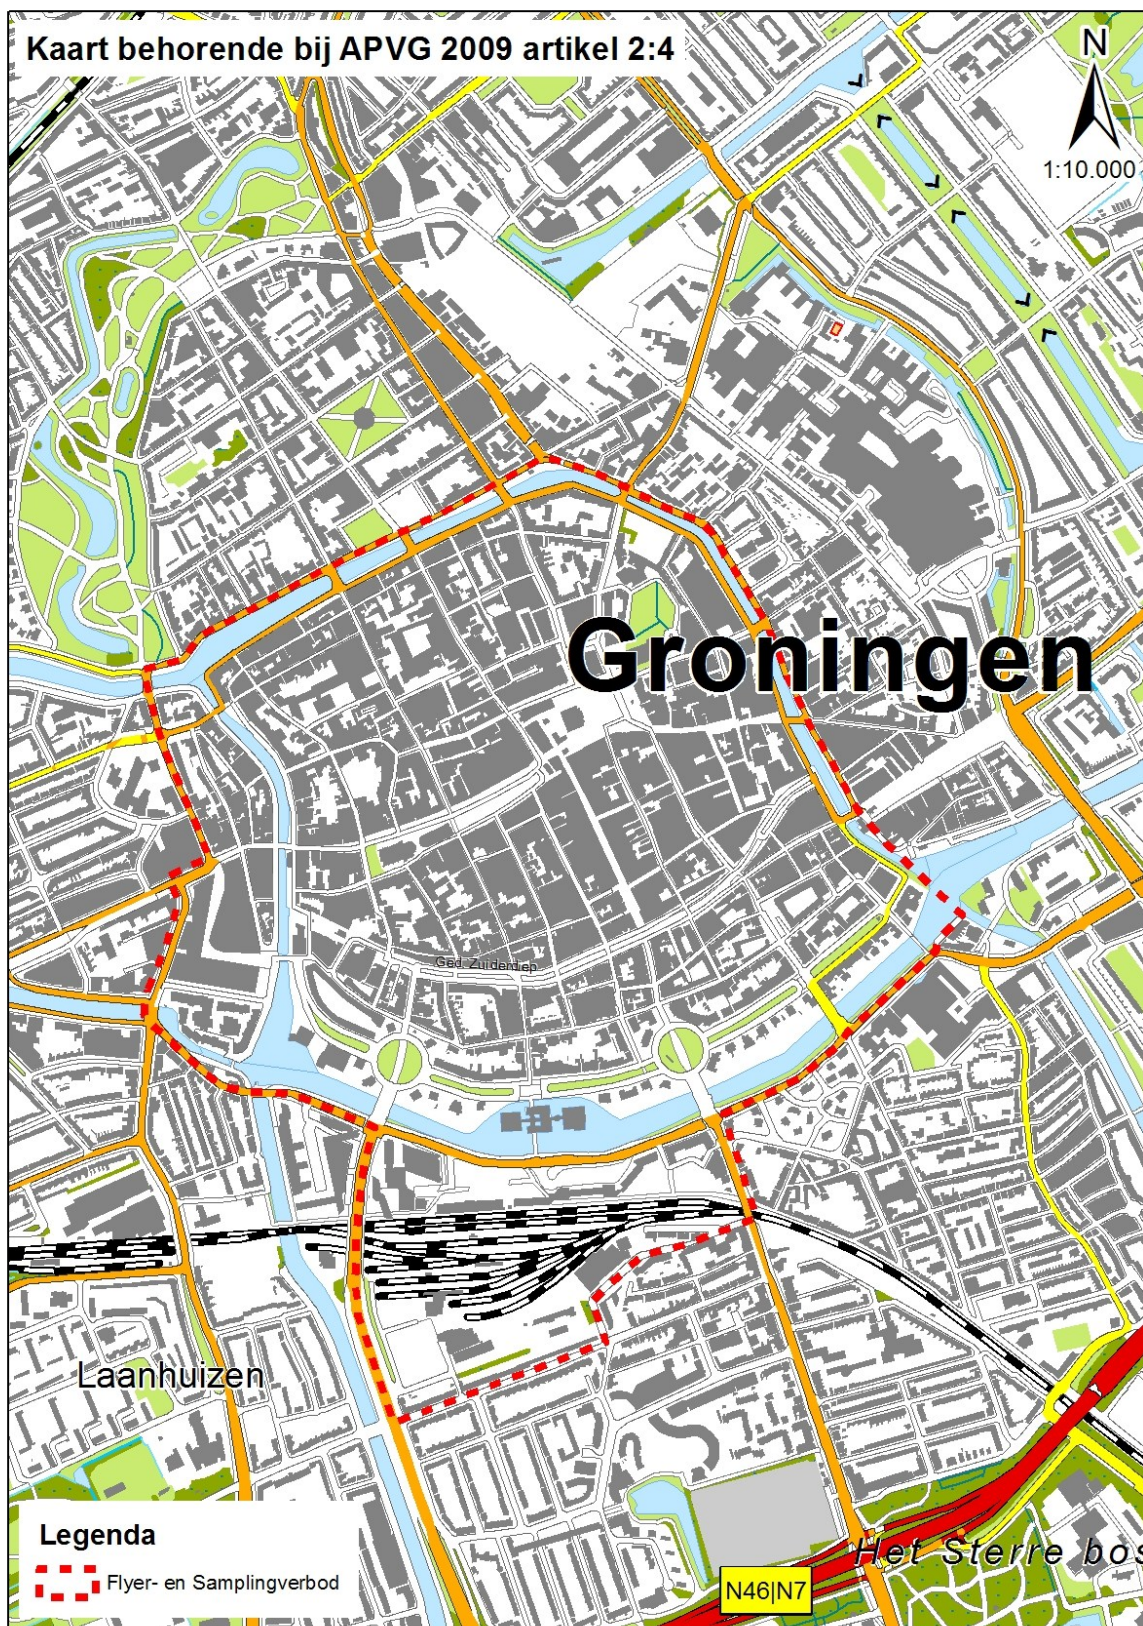 Kaart behorende bij APVG 2009 artikel 2:4
N
1:10.000
Groningen
Ged. Zuiderdiep
Laanhuizen
Legenda
Flyer- en Samplingverbod
Het Sterre bos
N46|N7